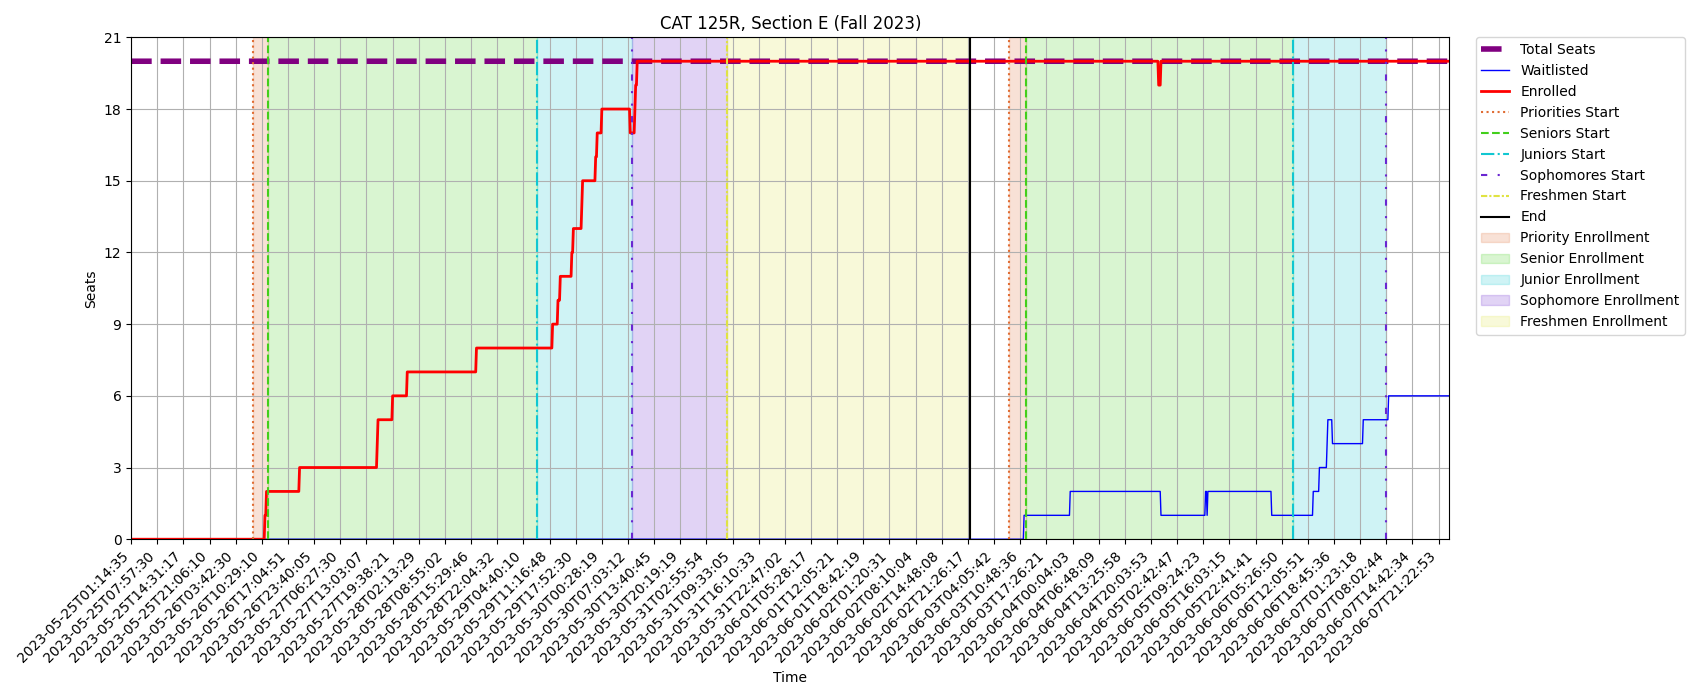 CAT 125R, Section E (Fall 2023)
21
18
15
12
9
6
3
0
Seats
Total Seats
Waitlisted
Enrolled
Priorities Start
Seniors Start
Juniors Start
Sophomores Start
Freshmen Start
End
Priority Enrollment
Senior Enrollment
Junior Enrollment
Sophomore Enrollment
Freshmen Enrollment
2023-05-25T01:14:35
2023-05-25T07:57:30
2023-05-25T14:31:17
2023-05-25T21:06:10
2023-05-26T03:42:30
2023-05-26T10:29:10
2023-05-26T17:04:51
2023-05-26T23:40:05
2023-05-27T06:27:30
2023-05-27T13:03:07
2023-05-27T19:38:21
2023-05-28T02:13:29
2023-05-28T08:55:02
2023-05-28T15:29:46
2023-05-28T22:04:32
2023-05-29T04:40:10
2023-05-29T11:16:48
2023-05-29T17:52:30
2023-05-30T00:28:19
2023-05-30T07:03:12
2023-05-30T13:40:45
2023-05-30T20:19:19
2023-05-31T02:55:54
2023-05-31T09:33:05
2023-05-31T16:10:33
2023-05-31T22:47:02
2023-06-01T05:28:17
2023-06-01T12:05:21
2023-06-01T18:42:19
2023-06-02T01:20:31
2023-06-02T08:10:04
2023-06-02T14:48:08
2023-06-02T21:26:17
2023-06-03T04:05:42
2023-06-03T10:48:36
2023-06-03T17:26:21
2023-06-04T00:04:03
2023-06-04T06:48:09
2023-06-04T13:25:58
2023-06-04T20:03:53
2023-06-05T02:42:47
2023-06-05T09:24:23
2023-06-05T16:03:15
2023-06-05T22:41:41
2023-06-06T05:26:50
2023-06-06T12:05:51
2023-06-06T18:45:36
2023-06-07T01:23:18
2023-06-07T08:02:44
2023-06-07T14:42:34
2023-06-07T21:22:53
Time